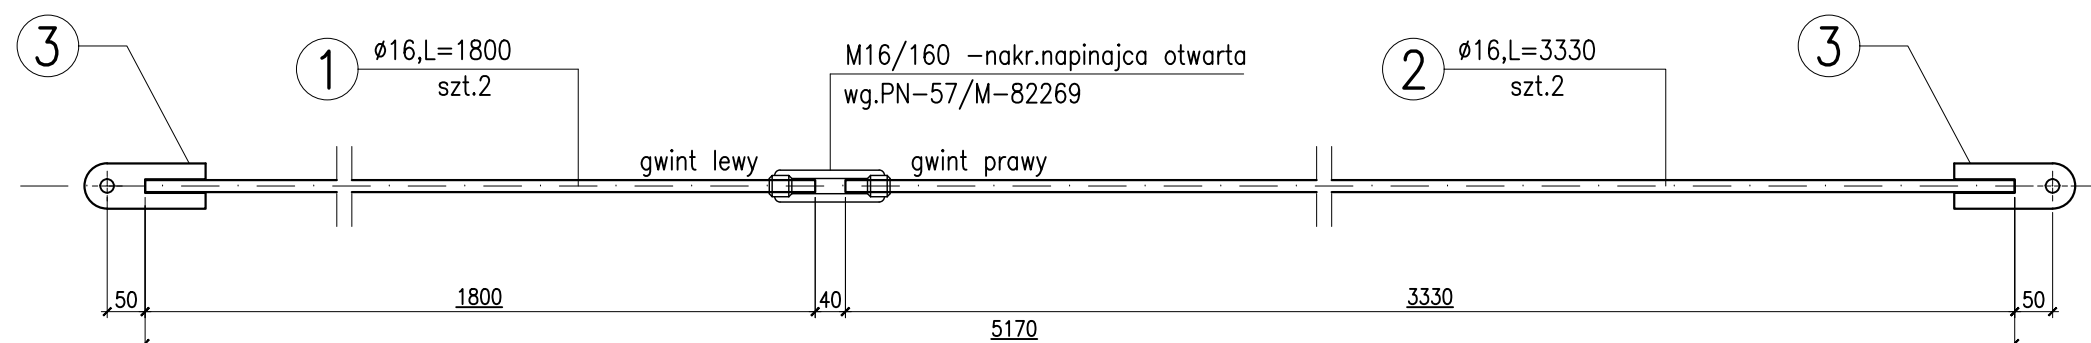 3
1
ø16,L=1800
szt.2
M16/160 -nakr.napinajca otwarta
wg.PN-57/M-82269
2
ø16,L=3330
szt.2
3
gwint lewy
gwint prawy
50
1800
40
3330
50
5170